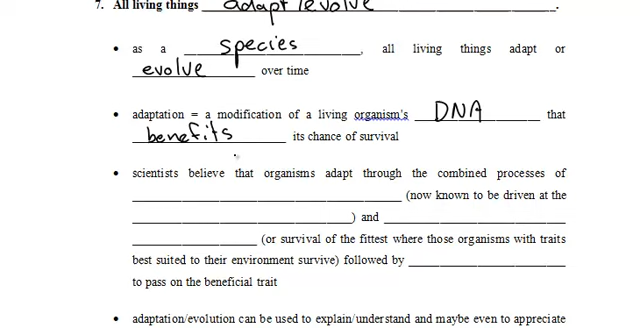 7. All living things adapt/evolve.
• as a species, all living things adapt or
evolve over time
• adaptation = a modification of a living organism's DNA that
benefits its chance of survival
• scientists believe that organisms adapt through the combined processes of
(now known to be driven at the
) and
(or survival of the fittest where those organisms with traits
best suited to their environment survive) followed by
to pass on the beneficial trait
• adaptation/evolution can be used to explain/understand and maybe even to appreciate